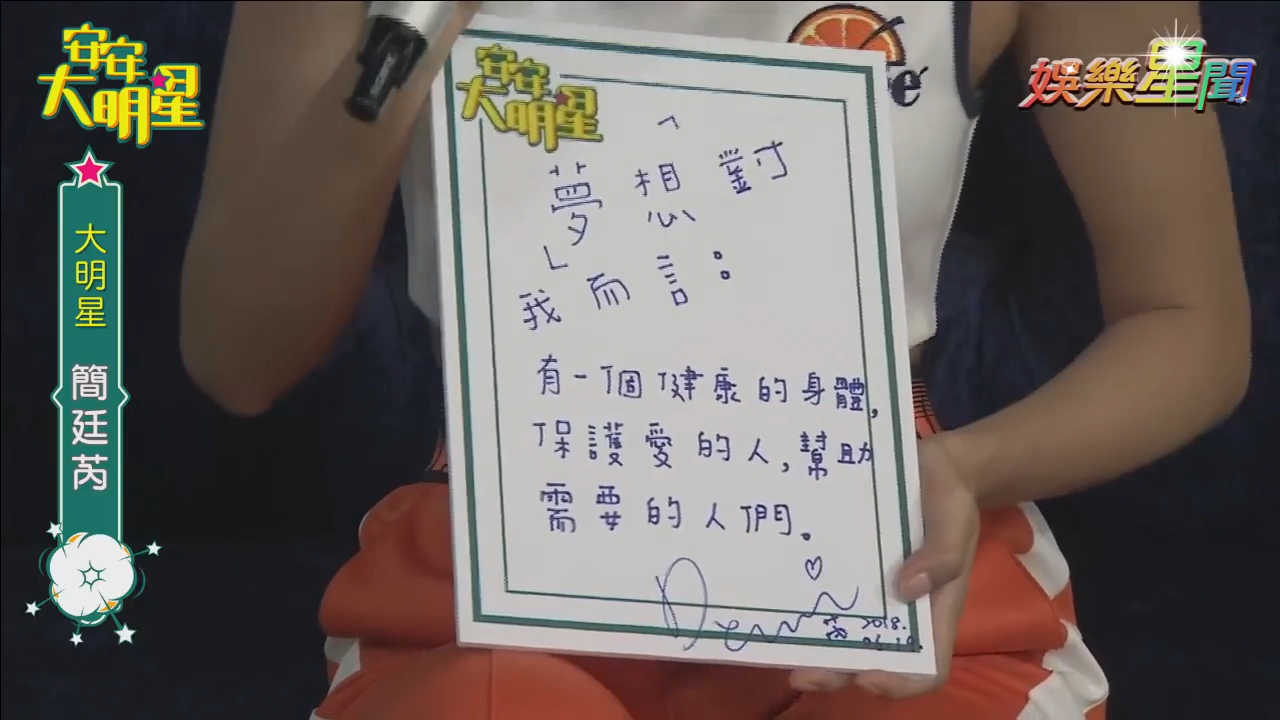 安安
大明星
娛樂星聞
大明星
簡廷芮
安安
大明星
「夢想」對
我而言：
有一個健康的身體,
保護愛的人,幫助
需要的人們。
芮 2018.